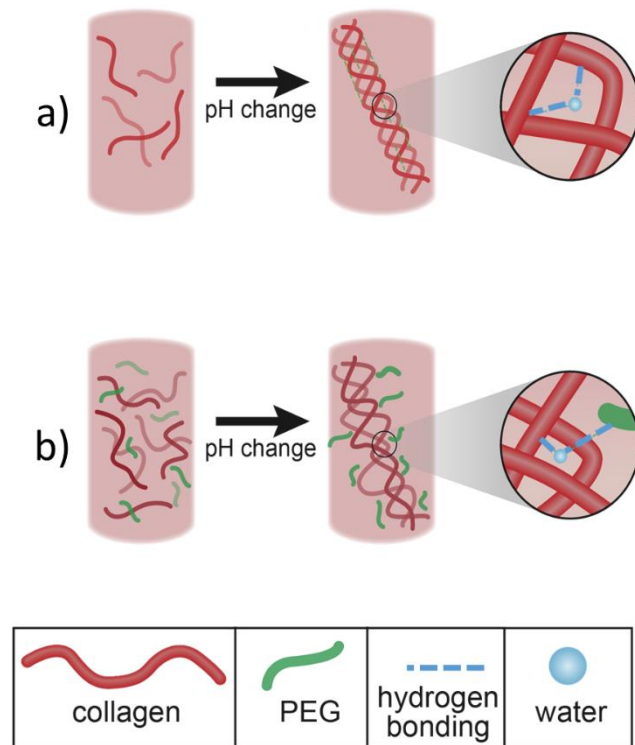 a)
pH change
b)
pH change
collagen
PEG
hydrogen
bonding
water